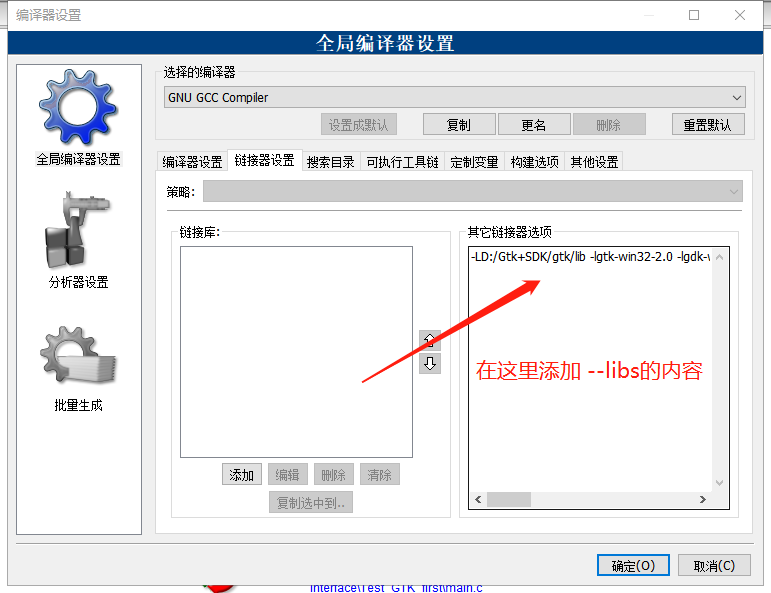 编译器设置
全局编译器设置
选择的编译器
GNU GCC Compiler
设置成默认
复制
更名
删除
重置默认
全局编译器设置
编译器设置
链接器设置
搜索目录
可执行工具链
定制变量
构建选项
其他设置
策略:
分析器设置
批量生成
链接库:
添加
编辑
删除
清除
复制选中到..
其它链接器选项
-LD:/Gtk+SDK/gtk/lib -lgtk-win32-2.0 -lgdk-w
在这里添加 --libs的内容
确定(O)
取消(C)
Interface\Test_GTK_first\main.c